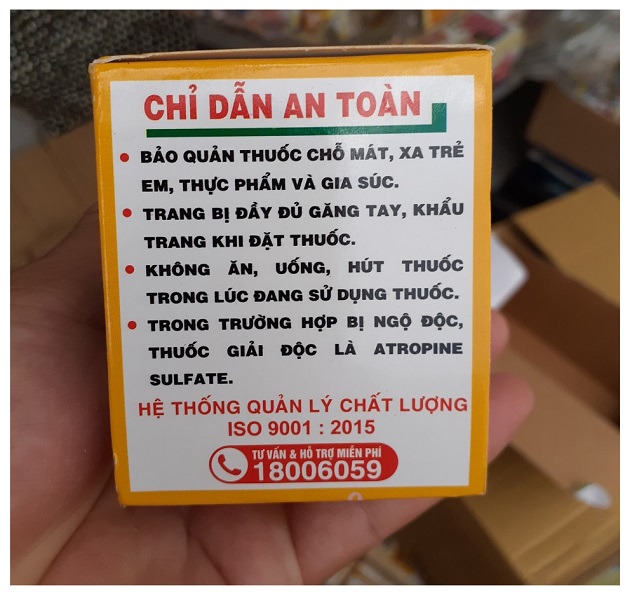 CHỈ DẪN AN TOÀN
• BẢO QUẢN THUỐC CHỖ MÁT, XA TRẺ
EM, THỰC PHẨM VÀ GIA SÚC.
• TRANG BỊ ĐẦY ĐỦ GĂNG TAY, KHẨU
TRANG KHI ĐẶT THUỐC.
• KHÔNG ĂN, UỐNG, HÚT THUỐC
TRONG LÚC ĐANG SỬ DỤNG THUỐC.
• TRONG TRƯỜNG HỢP BỊ NGỘ ĐỘC,
THUỐC GIẢI ĐỘC LÀ ATROPINE
SULFATE.
HỆ THỐNG QUẢN LÝ CHẤT LƯỢNG
ISO 9001 : 2015
TƯ VẤN & HỖ TRỢ MIỄN PHÍ
18006059